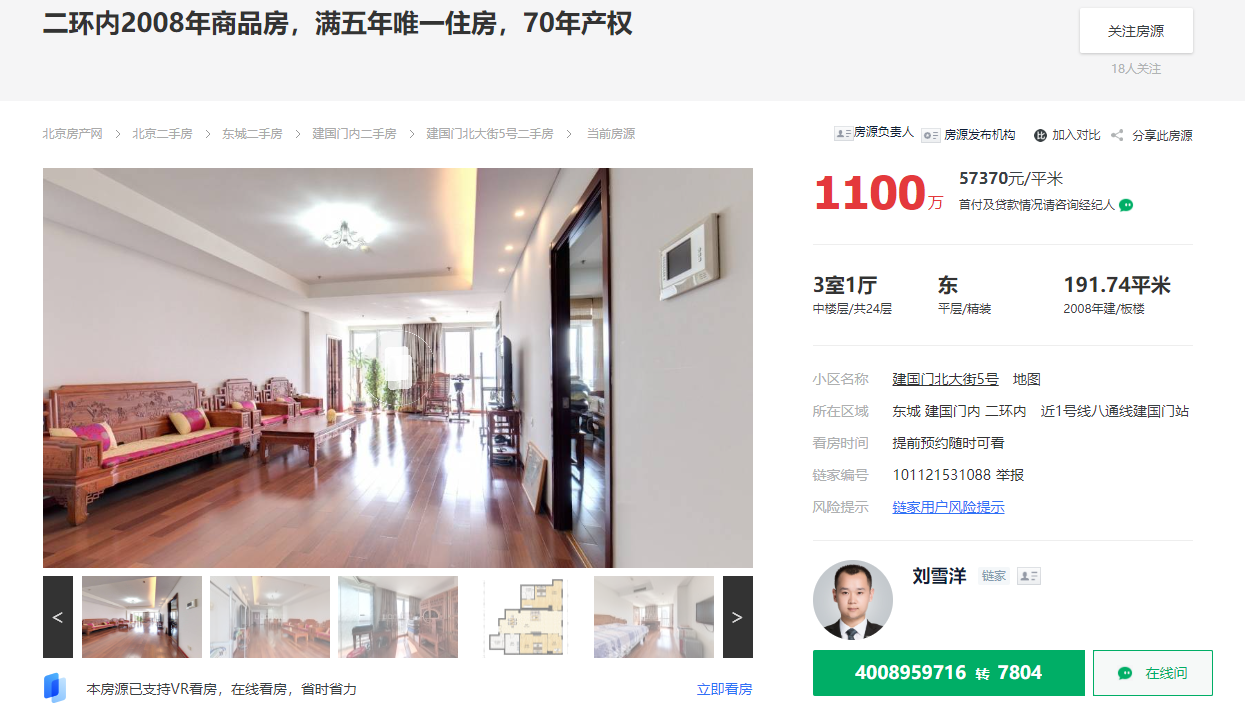 二环内2008年商品房，满五年唯一住房，70年产权
关注房源
18人关注
北京房产网 > 北京二手房 > 东城二手房 > 建国门内二手房 > 建国门北大街5号二手房 > 当前房源
房源负责人 房源发布机构 加入对比 分享此房源
1100万
57370元/平米
首付及贷款情况请咨询经纪人
3室1厅 东 191.74平米
中楼层/共24层 平层/精装 2008年建/板楼
小区名称 建国门北大街5号 地图
所在区域 东城 建国门内 二环内 近1号线八通线建国门站
看房时间 提前预约随时可看
链家编号 101121531088 举报
风险提示 链家用户风险提示
刘雪洋 链家
4008959716 转 7804
在线问
< >
本房源已支持VR看房，在线看房，省时省力 立即看房